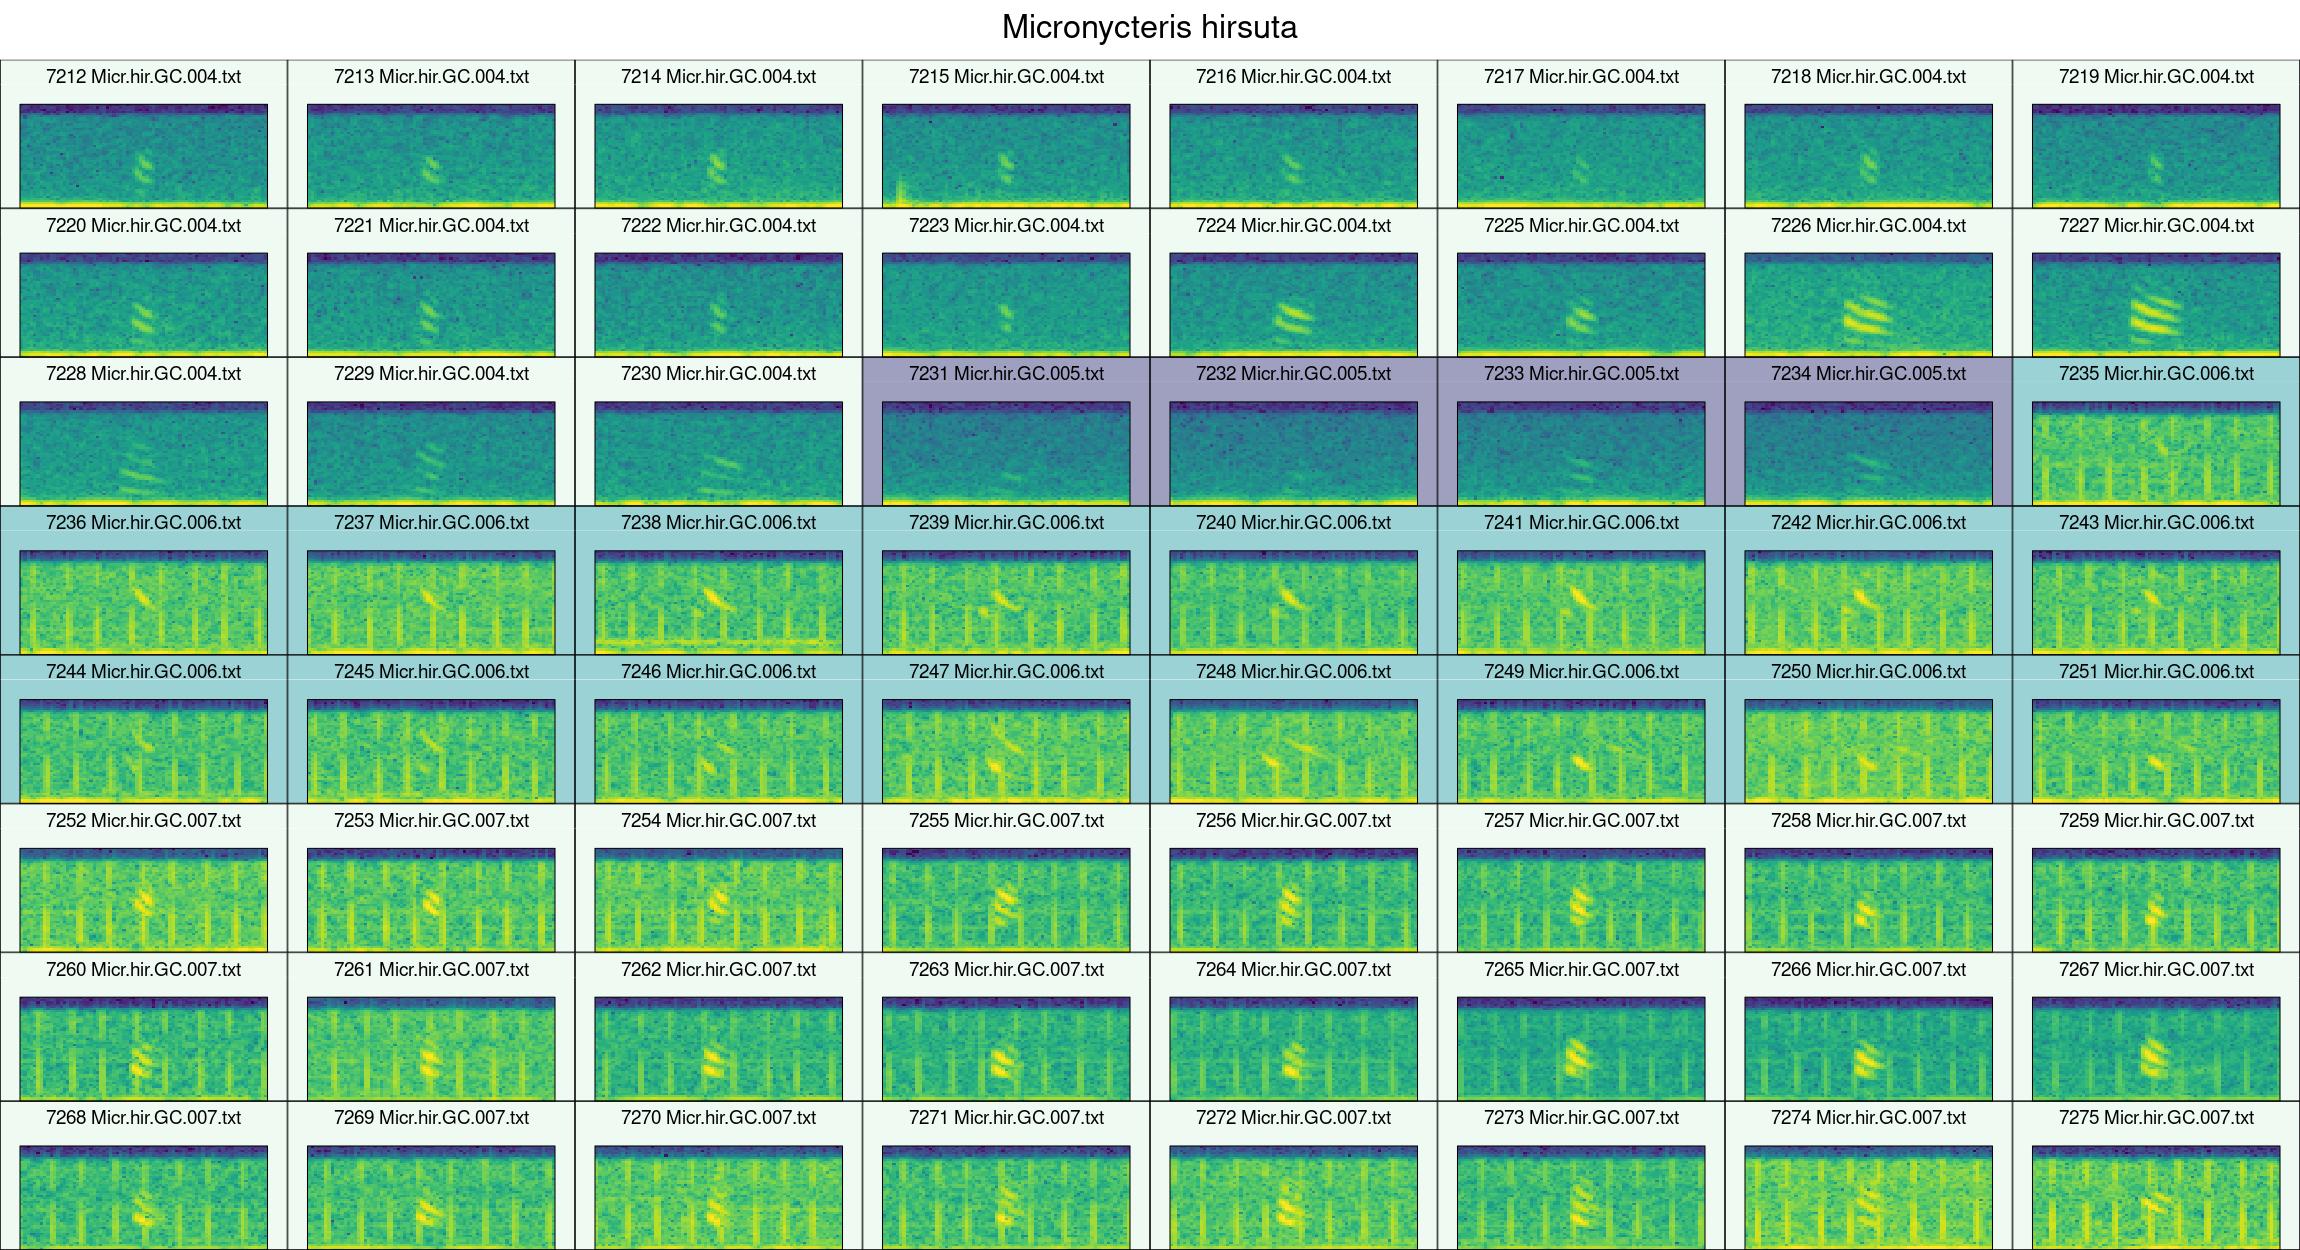 Micronycteris hirsuta
7212 Micr.hir.GC.004.txt 7213 Micr.hir.GC.004.txt 7214 Micr.hir.GC.004.txt 7215 Micr.hir.GC.004.txt 7216 Micr.hir.GC.004.txt 7217 Micr.hir.GC.004.txt 7218 Micr.hir.GC.004.txt 7219 Micr.hir.GC.004.txt
7220 Micr.hir.GC.004.txt 7221 Micr.hir.GC.004.txt 7222 Micr.hir.GC.004.txt 7223 Micr.hir.GC.004.txt 7224 Micr.hir.GC.004.txt 7225 Micr.hir.GC.004.txt 7226 Micr.hir.GC.004.txt 7227 Micr.hir.GC.004.txt
7228 Micr.hir.GC.004.txt 7229 Micr.hir.GC.004.txt 7230 Micr.hir.GC.004.txt 7231 Micr.hir.GC.005.txt 7232 Micr.hir.GC.005.txt 7233 Micr.hir.GC.005.txt 7234 Micr.hir.GC.005.txt 7235 Micr.hir.GC.006.txt
7236 Micr.hir.GC.006.txt 7237 Micr.hir.GC.006.txt 7238 Micr.hir.GC.006.txt 7239 Micr.hir.GC.006.txt 7240 Micr.hir.GC.006.txt 7241 Micr.hir.GC.006.txt 7242 Micr.hir.GC.006.txt 7243 Micr.hir.GC.006.txt
7244 Micr.hir.GC.006.txt 7245 Micr.hir.GC.006.txt 7246 Micr.hir.GC.006.txt 7247 Micr.hir.GC.006.txt 7248 Micr.hir.GC.006.txt 7249 Micr.hir.GC.006.txt 7250 Micr.hir.GC.006.txt 7251 Micr.hir.GC.006.txt
7252 Micr.hir.GC.007.txt 7253 Micr.hir.GC.007.txt 7254 Micr.hir.GC.007.txt 7255 Micr.hir.GC.007.txt 7256 Micr.hir.GC.007.txt 7257 Micr.hir.GC.007.txt 7258 Micr.hir.GC.007.txt 7259 Micr.hir.GC.007.txt
7260 Micr.hir.GC.007.txt 7261 Micr.hir.GC.007.txt 7262 Micr.hir.GC.007.txt 7263 Micr.hir.GC.007.txt 7264 Micr.hir.GC.007.txt 7265 Micr.hir.GC.007.txt 7266 Micr.hir.GC.007.txt 7267 Micr.hir.GC.007.txt
7268 Micr.hir.GC.007.txt 7269 Micr.hir.GC.007.txt 7270 Micr.hir.GC.007.txt 7271 Micr.hir.GC.007.txt 7272 Micr.hir.GC.007.txt 7273 Micr.hir.GC.007.txt 7274 Micr.hir.GC.007.txt 7275 Micr.hir.GC.007.txt